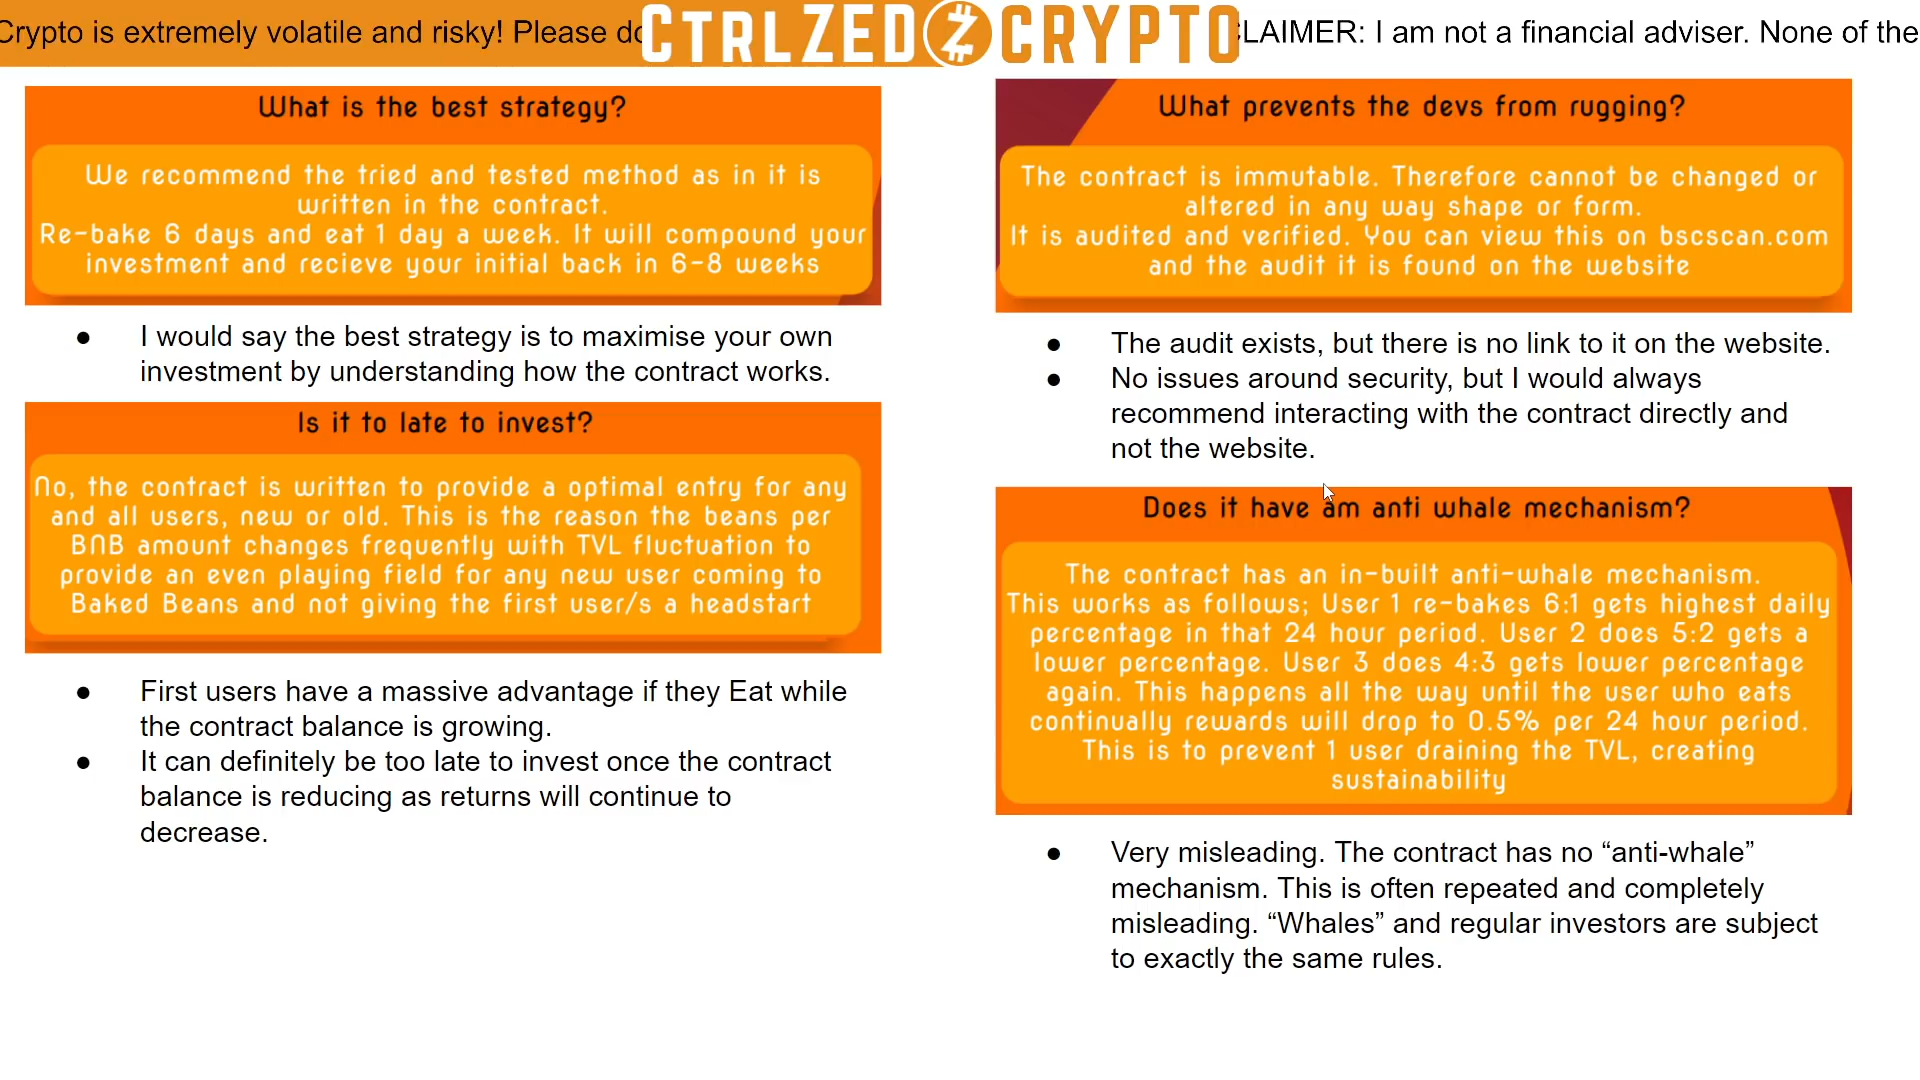 Crypto is extremely volatile and risky! Please do
CTRLZED CRYPTO
CLAIMER: I am not a financial adviser. None of the
What is the best strategy?
We recommend the tried and tested method as in it is
written in the contract.
Re-bake 6 days and eat 1 day a week. It will compound your
investment and recieve your initial back in 6-8 weeks
● I would say the best strategy is to maximise your own
investment by understanding how the contract works.
Is it to late to invest?
No, the contract is written to provide a optimal entry for any
and all users, new or old. This is the reason the beans per
BNB amount changes frequently with TVL fluctuation to
provide an even playing field for any new user coming to
Baked Beans and not giving the first user/s a headstart
● First users have a massive advantage if they Eat while
the contract balance is growing.
● It can definitely be too late to invest once the contract
balance is reducing as returns will continue to
decrease.
What prevents the devs from rugging?
The contract is immutable. Therefore cannot be changed or
altered in any way shape or form.
It is audited and verified. You can view this on bscscan.com
and the audit it is found on the website
● The audit exists, but there is no link to it on the website.
● No issues around security, but I would always
recommend interacting with the contract directly and
not the website.
Does it have am anti whale mechanism?
The contract has an in-built anti-whale mechanism.
This works as follows; User 1 re-bakes 6:1 gets highest daily
percentage in that 24 hour period. User 2 does 5:2 gets a
lower percentage. User 3 does 4:3 gets lower percentage
again. This happens all the way until the user who eats
continually rewards will drop to 0.5% per 24 hour period.
This is to prevent 1 user draining the TVL, creating
sustainability
● Very misleading. The contract has no “anti-whale”
mechanism. This is often repeated and completely
misleading. “Whales” and regular investors are subject
to exactly the same rules.